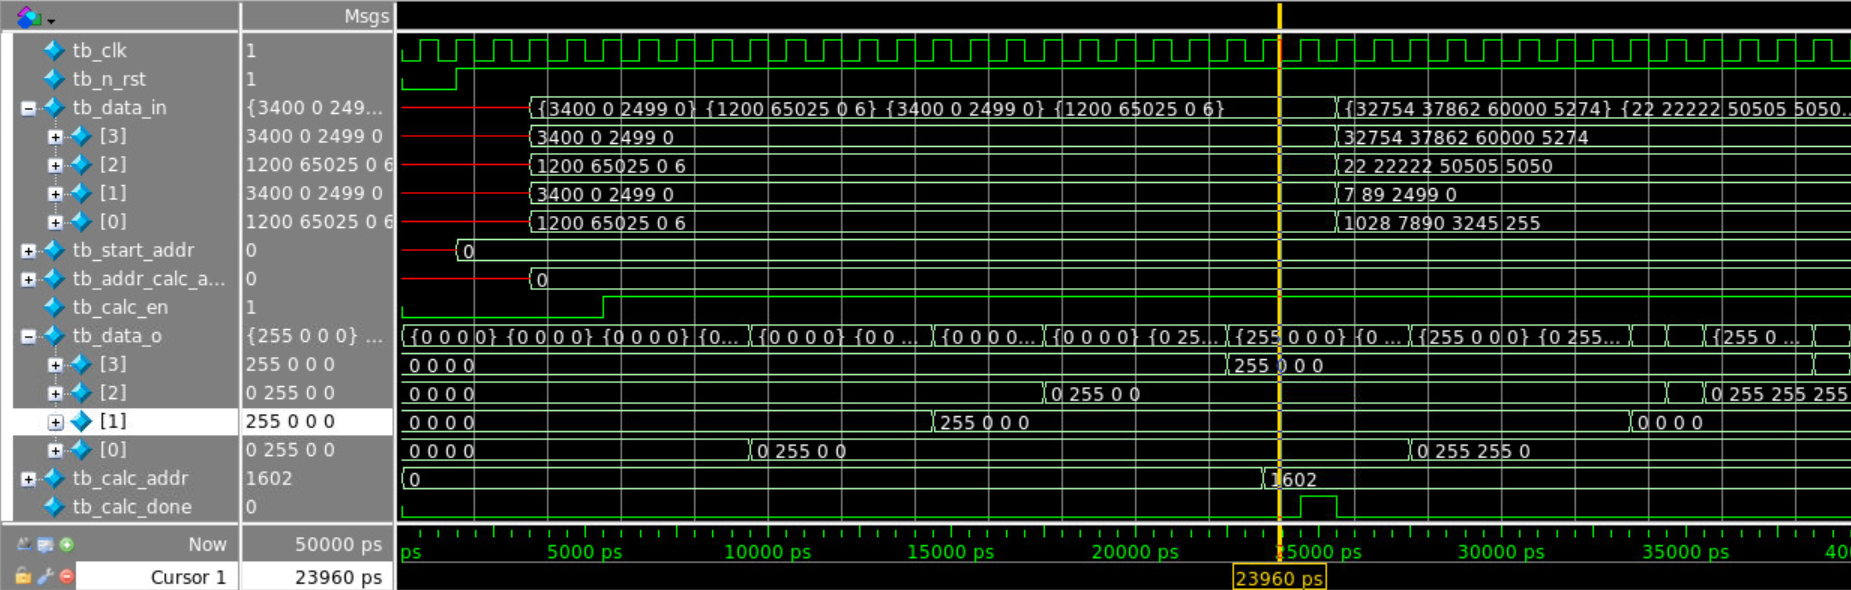 Msgs
tb_clk 1
tb_n_rst 1
tb_data_in {3400 0 249... {3400 0 2499 0} {1200 65025 0 6} {3400 0 2499 0} {1200 65025 0 6} {32754 37862 60000 5274} {22 22222 50505 5050..
[3] 3400 0 2499 0 3400 0 2499 0 32754 37862 60000 5274
[2] 1200 65025 0 6 1200 65025 0 6 22 22222 50505 5050
[1] 3400 0 2499 0 3400 0 2499 0 7 89 2499 0
[0] 1200 65025 0 6 1200 65025 0 6 1028 7890 3245 255
tb_start_addr 0 0
tb_addr_calc_a... 0 0
tb_calc_en 1
tb_data_o {255 0 0 0} ... {0 0 0 0} {0 0 0 0} {0 0 0 0} {0... {0 0 0 0} {0 0 ... {0 0 0 0... {0 0 0 0} {0 25... {255 0 0 0} {0 ... {255 0 0 0} {0 255... {255 0 ...
[3] 255 0 0 0 0 0 0 0 255 0 0 0
[2] 0 255 0 0 0 0 0 0 0 255 0 0 0 255 255 255
[1] 255 0 0 0 0 0 0 0 255 0 0 0 0 0 0 0
[0] 0 255 0 0 0 0 0 0 0 255 0 0 0 255 255 0
tb_calc_addr 1602 0 1602
tb_calc_done 0
Now 50000 ps ps 5000 ps 10000 ps 15000 ps 20000 ps 25000 ps 30000 ps 35000 ps 40
Cursor 1 23960 ps 23960 ps